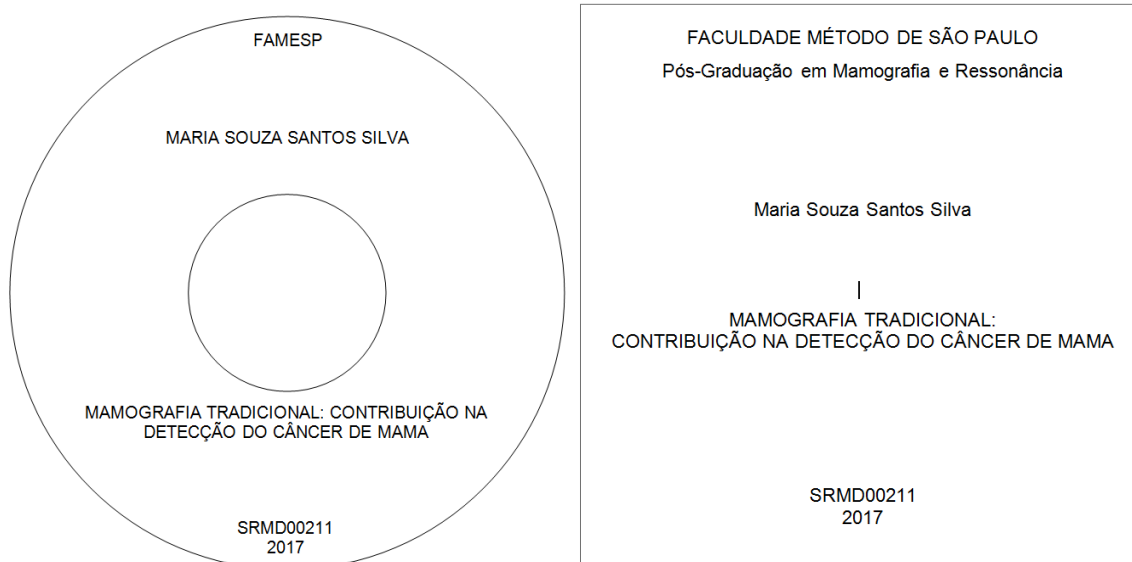 FAMESP
MARIA SOUZA SANTOS SILVA
MAMOGRAFIA TRADICIONAL: CONTRIBUIÇÃO NA
DETECÇÃO DO CÂNCER DE MAMA
SRMD00211
2017
FACULDADE MÉTODO DE SÃO PAULO
Pós-Graduação em Mamografia e Ressonância
Maria Souza Santos Silva
MAMOGRAFIA TRADICIONAL:
CONTRIBUIÇÃO NA DETECÇÃO DO CÂNCER DE MAMA
SRMD00211
2017